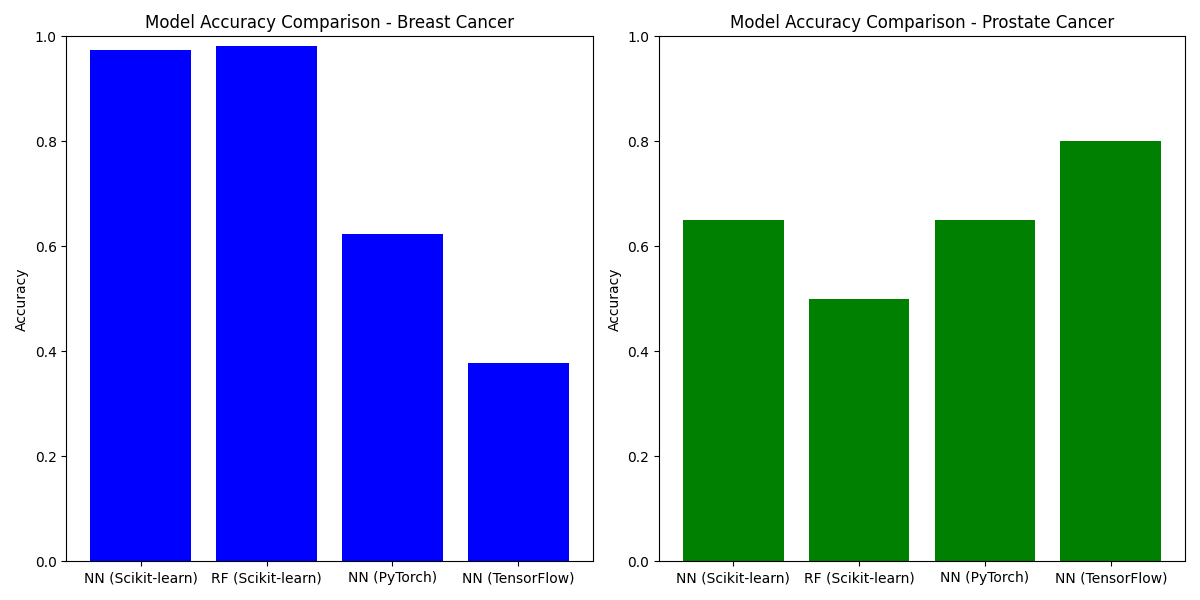 Model Accuracy Comparison - Breast Cancer
1.0
0.8
0.6
0.4
0.2
0.0
Accuracy
NN (Scikit-learn) RF (Scikit-learn) NN (PyTorch) NN (TensorFlow)
Model Accuracy Comparison - Prostate Cancer
1.0
0.8
0.6
0.4
0.2
0.0
Accuracy
NN (Scikit-learn) RF (Scikit-learn) NN (PyTorch) NN (TensorFlow)